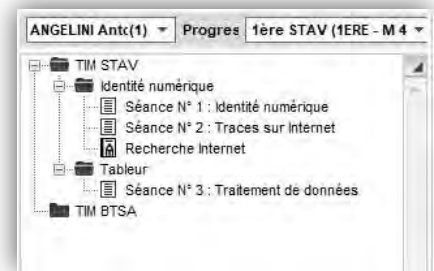 ANGELINI Antc(1) Progres 1ère STAV (1ERE - M 4
TIM STAV
Identité numérique
Séance N° 1 : Identité numérique
Séance N° 2 : Traces sur Internet
Recherche Internet
Tableur
Séance N° 3 : Traitement de données
TIM BTSA